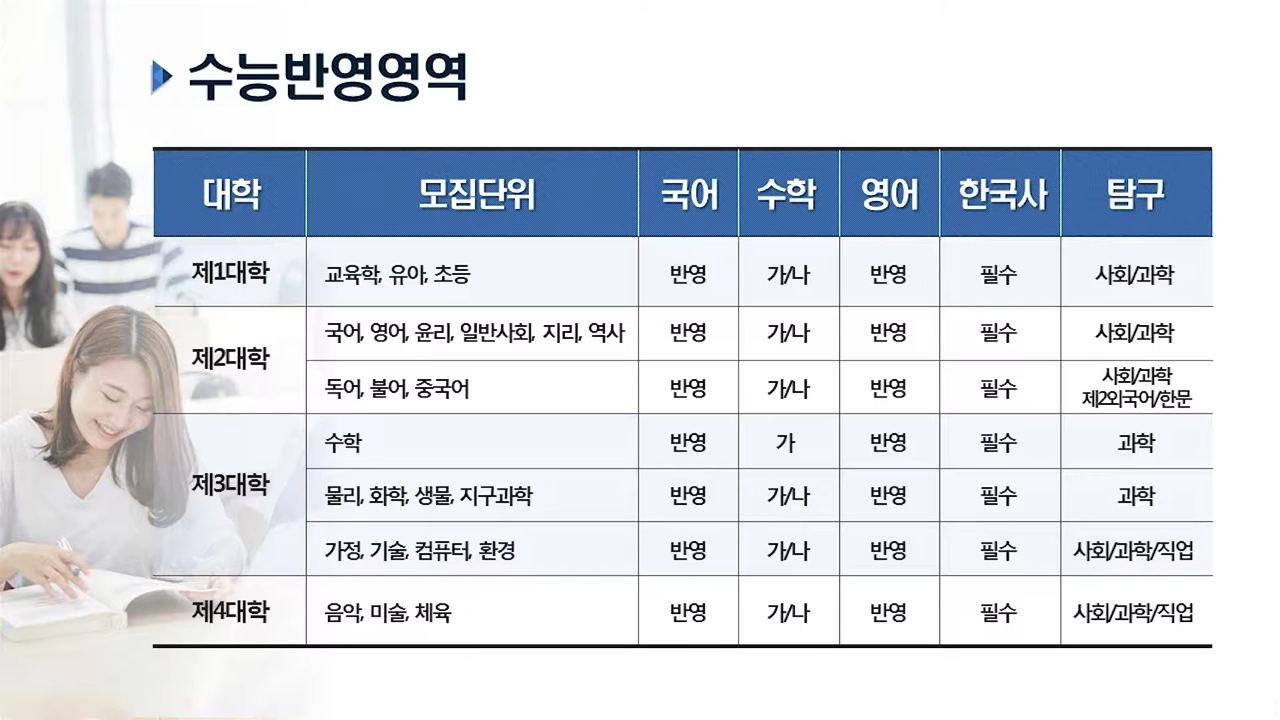 수능반영영역
대학 모집단위 국어 수학 영어 한국사 탐구
제1대학 교육학, 유아, 초등 반영 가/나 반영 필수 사회/과학
제2대학 국어, 영어, 윤리, 일반사회, 지리, 역사 반영 가/나 반영 필수 사회/과학
독어, 불어, 중국어 반영 가/나 반영 필수 사회/과학
제2외국어/한문
제3대학 수학 반영 가 반영 필수 과학
물리, 화학, 생물, 지구과학 반영 가/나 반영 필수 과학
가정, 기술, 컴퓨터, 환경 반영 가/나 반영 필수 사회/과학/직업
제4대학 음악, 미술, 체육 반영 가/나 반영 필수 사회/과학/직업